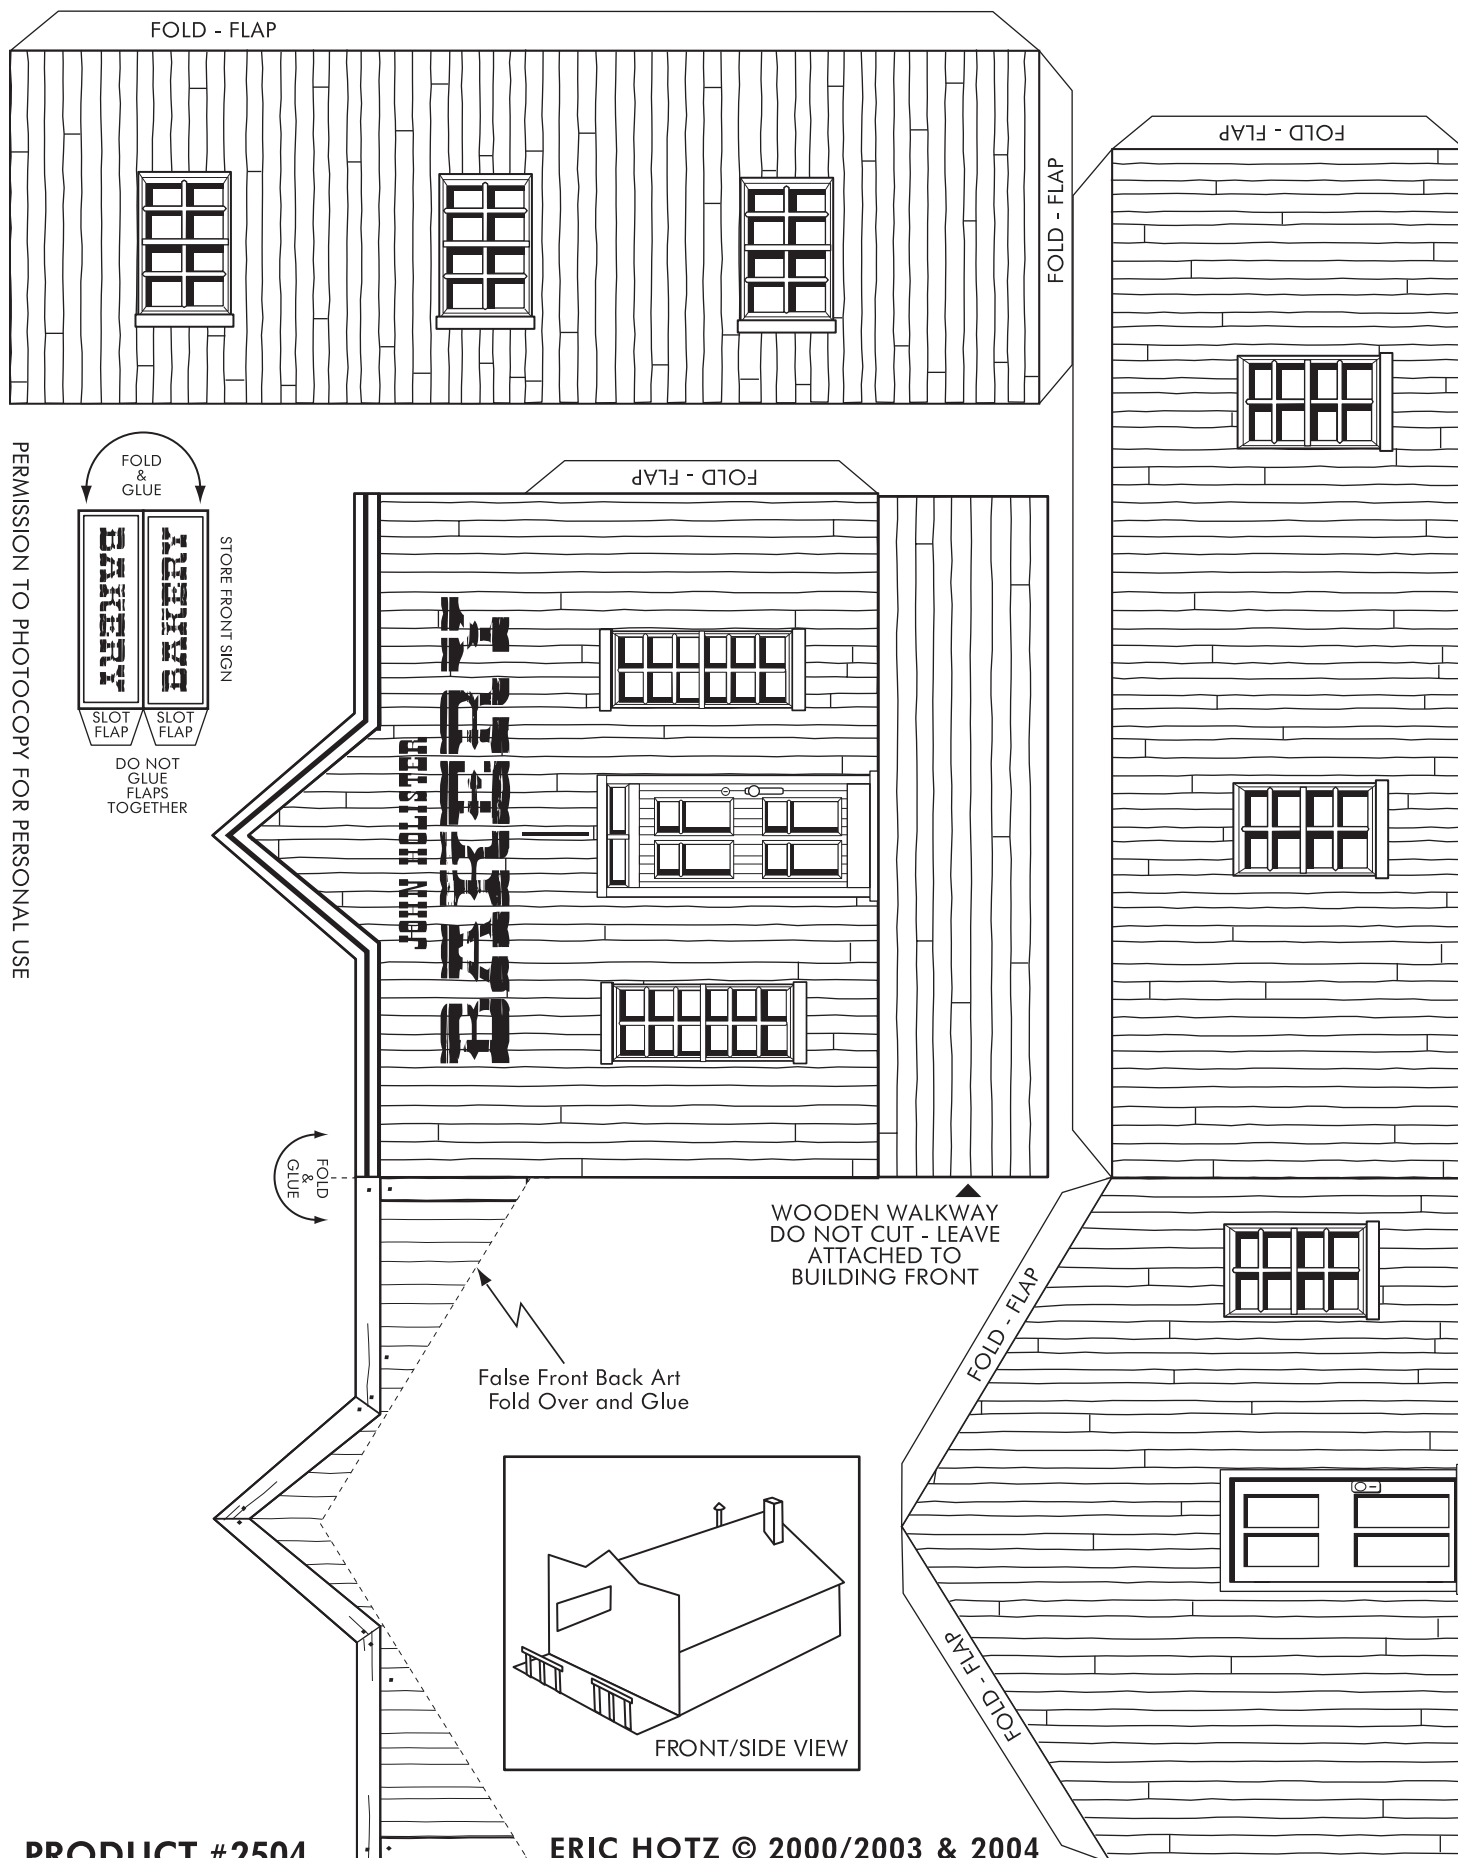 FOLD - FLAP
FOLD - FLAP
FOLD - FLAP
PERMISSION TO PHOTOCOPY FOR PERSONAL USE
FOLD
&
GLUE
BAKERY
BAKERY
STORE FRONT SIGN
SLOT
FLAP
SLOT
FLAP
DO NOT
GLUE
FLAPS
TOGETHER
FOLD - FLAP
JOHN HOLISTER
BAKERY
FOLD
&
GLUE
WOODEN WALKWAY
DO NOT CUT - LEAVE
ATTACHED TO
BUILDING FRONT
FOLD - FLAP
False Front Back Art
Fold Over and Glue
FOLD - FLAP
FRONT/SIDE VIEW
PRODUCT #2504
ERIC HOTZ © 2000/2003 & 2004